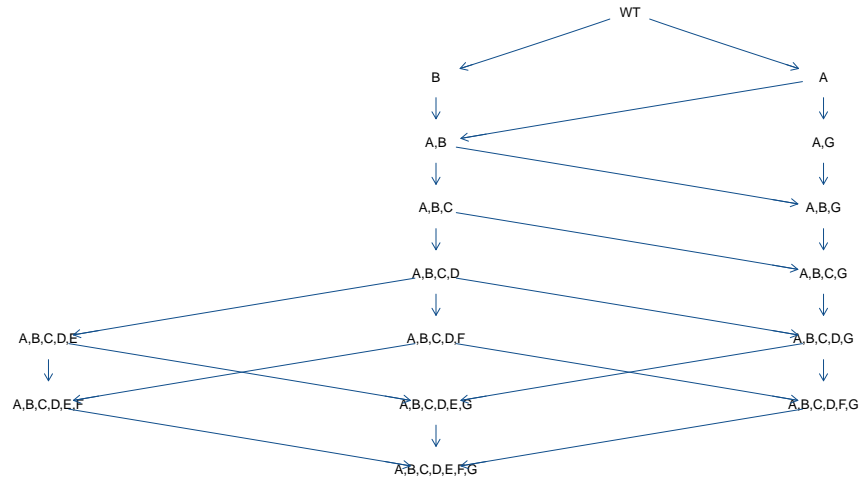 WT
B
A
A,B
A,G
A,B,C
A,B,G
A,B,C,D
A,B,C,G
A,B,C,D,E
A,B,C,D,F
A,B,C,D,G
A,B,C,D,E,F
A,B,C,D,E,G
A,B,C,D,F,G
A,B,C,D,E,F,G